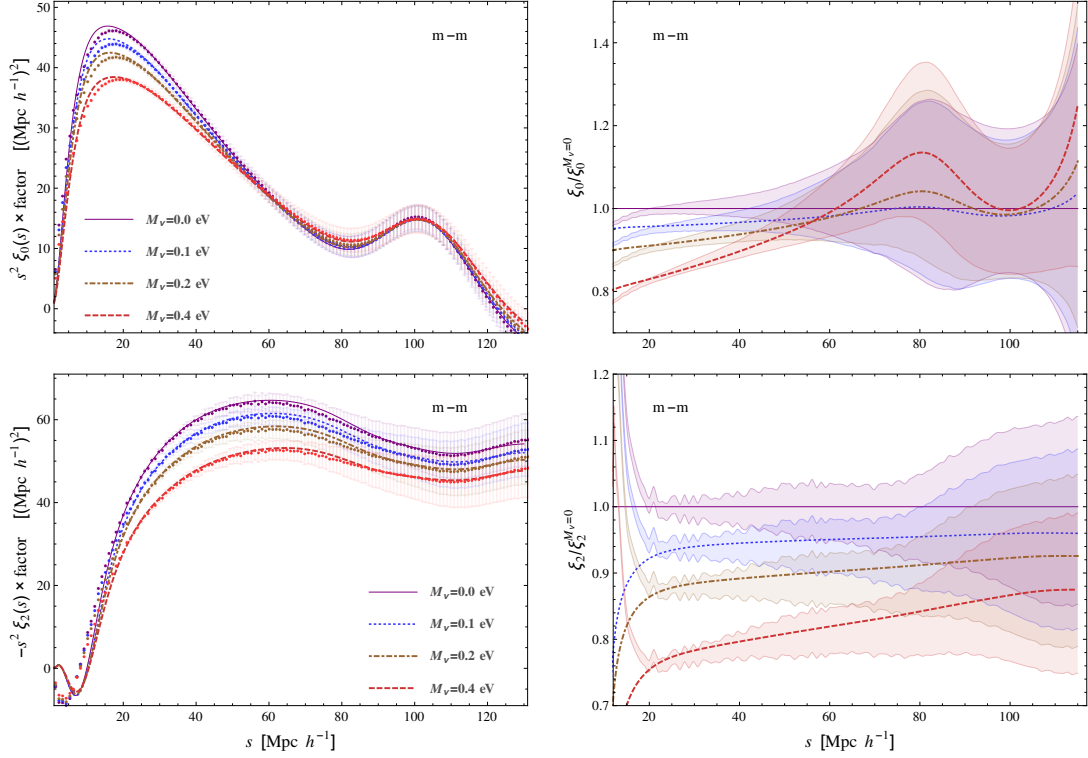 s² ξ₀(s) × factor [(Mpc h⁻¹)²]
50
40
30
20
10
0
m-m
M_ν=0.0 eV
M_ν=0.1 eV
M_ν=0.2 eV
M_ν=0.4 eV
20 40 60 80 100 120
ξ₀/ξ₀^{M_ν=0}
1.4
1.2
1.0
0.8
m-m
20 40 60 80 100
-s² ξ₂(s) × factor [(Mpc h⁻¹)²]
60
40
20
0
m-m
M_ν=0.0 eV
M_ν=0.1 eV
M_ν=0.2 eV
M_ν=0.4 eV
20 40 60 80 100 120
s [Mpc h⁻¹]
ξ₂/ξ₂^{M_ν=0}
1.2
1.1
1.0
0.9
0.8
0.7
m-m
20 40 60 80 100
s [Mpc h⁻¹]